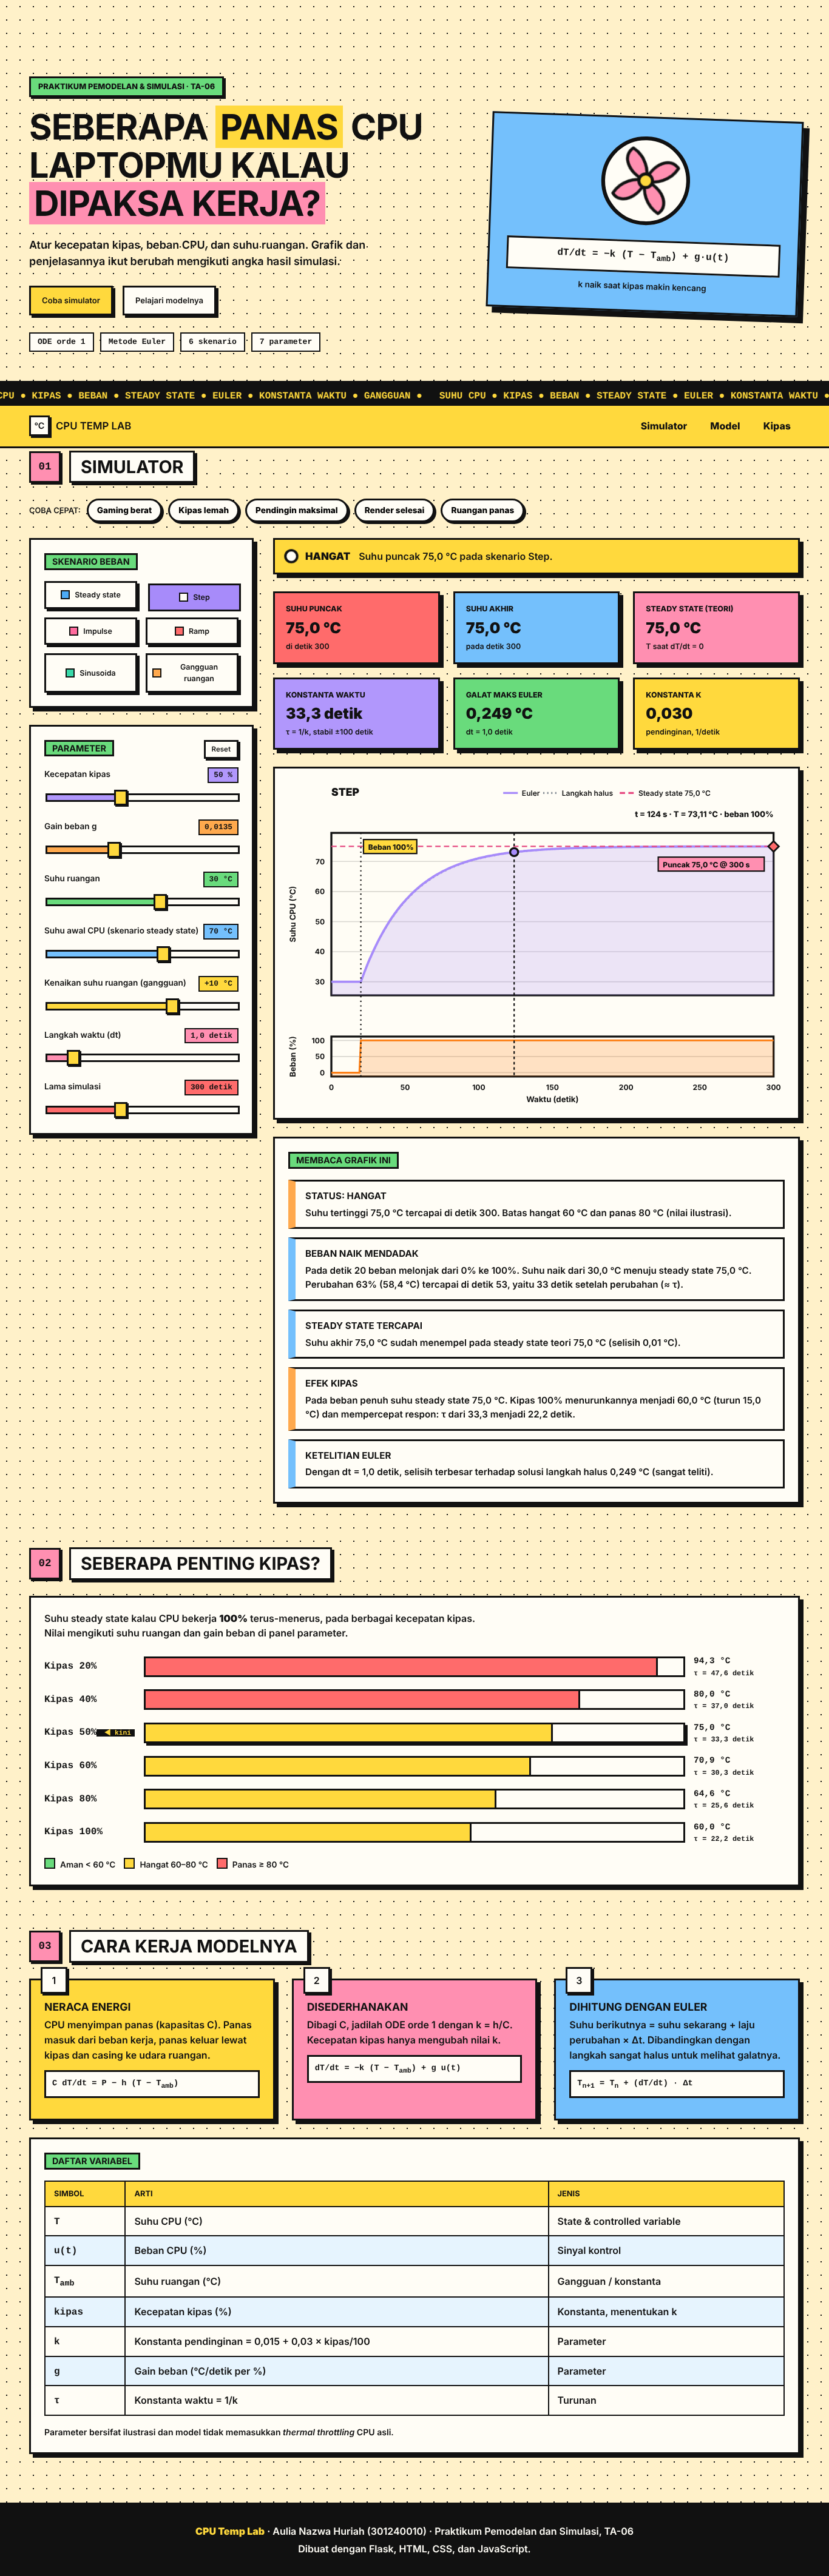 PRAKTIKUM PEMODELAN & SIMULASI · TA-06
SEBERAPA PANAS CPU
LAPTOPMU KALAU
DIPAKSA KERJA?
Atur kecepatan kipas, beban CPU, dan suhu ruangan. Grafik dan
penjelasannya ikut berubah mengikuti angka hasil simulasi.
Coba simulator
Pelajari modelnya
ODE orde 1
Metode Euler
6 skenario
7 parameter
dT/dt = −k (T − Tamb) + g·u(t)
k naik saat kipas makin kencang
CPU ● KIPAS ● BEBAN ● STEADY STATE ● EULER ● KONSTANTA WAKTU ● GANGGUAN ● SUHU CPU ● KIPAS ● BEBAN ● STEADY STATE ● EULER ● KONSTANTA WAKTU ●
°C CPU TEMP LAB
Simulator
Model
Kipas
01 SIMULATOR
COBA CEPAT:
Gaming berat
Kipas lemah
Pendingin maksimal
Render selesai
Ruangan panas
SKENARIO BEBAN
Steady state
Step
Impulse
Ramp
Sinusoida
Gangguan
ruangan
PARAMETER
Reset
Kecepatan kipas 50 %
Gain beban g 0,0135
Suhu ruangan 30 °C
Suhu awal CPU (skenario steady state) 70 °C
Kenaikan suhu ruangan (gangguan) +10 °C
Langkah waktu (dt) 1,0 detik
Lama simulasi 300 detik
HANGAT Suhu puncak 75,0 °C pada skenario Step.
SUHU PUNCAK
75,0 °C
di detik 300
SUHU AKHIR
75,0 °C
pada detik 300
STEADY STATE (TEORI)
75,0 °C
T saat dT/dt = 0
KONSTANTA WAKTU
33,3 detik
τ = 1/k, stabil ±100 detik
GALAT MAKS EULER
0,249 °C
dt = 1,0 detik
KONSTANTA K
0,030
pendinginan, 1/detik
STEP
Euler
Langkah halus
Steady state 75,0 °C
t = 124 s · T = 73,11 °C · beban 100%
Beban 100%
Puncak 75,0 °C @ 300 s
Suhu CPU (°C)
70
60
50
40
30
Beban (%)
100
50
0
0 50 100 150 200 250 300
Waktu (detik)
MEMBACA GRAFIK INI
STATUS: HANGAT
Suhu tertinggi 75,0 °C tercapai di detik 300. Batas hangat 60 °C dan panas 80 °C (nilai ilustrasi).
BEBAN NAIK MENDADAK
Pada detik 20 beban melonjak dari 0% ke 100%. Suhu naik dari 30,0 °C menuju steady state 75,0 °C.
Perubahan 63% (58,4 °C) tercapai di detik 53, yaitu 33 detik setelah perubahan (≈ τ).
STEADY STATE TERCAPAI
Suhu akhir 75,0 °C sudah menempel pada steady state teori 75,0 °C (selisih 0,01 °C).
EFEK KIPAS
Pada beban penuh suhu steady state 75,0 °C. Kipas 100% menurunkannya menjadi 60,0 °C (turun 15,0
°C) dan mempercepat respon: τ dari 33,3 menjadi 22,2 detik.
KETELITIAN EULER
Dengan dt = 1,0 detik, selisih terbesar terhadap solusi langkah halus 0,249 °C (sangat teliti).
02 SEBERAPA PENTING KIPAS?
Suhu steady state kalau CPU bekerja 100% terus-menerus, pada berbagai kecepatan kipas.
Nilai mengikuti suhu ruangan dan gain beban di panel parameter.
Kipas 20% 94,3 °C
τ = 47,6 detik
Kipas 40% 80,0 °C
τ = 37,0 detik
Kipas 50% ◀ kini 75,0 °C
τ = 33,3 detik
Kipas 60% 70,9 °C
τ = 30,3 detik
Kipas 80% 64,6 °C
τ = 25,6 detik
Kipas 100% 60,0 °C
τ = 22,2 detik
Aman < 60 °C
Hangat 60–80 °C
Panas ≥ 80 °C
03 CARA KERJA MODELNYA
1
NERACA ENERGI
CPU menyimpan panas (kapasitas C). Panas
masuk dari beban kerja, panas keluar lewat
kipas dan casing ke udara ruangan.
C dT/dt = P − h (T − Tamb)
2
DISEDERHANAKAN
Dibagi C, jadilah ODE orde 1 dengan k = h/C.
Kecepatan kipas hanya mengubah nilai k.
dT/dt = −k (T − Tamb) + g u(t)
3
DIHITUNG DENGAN EULER
Suhu berikutnya = suhu sekarang + laju
perubahan × Δt. Dibandingkan dengan
langkah sangat halus untuk melihat galatnya.
Tn+1 = Tn + (dT/dt) · Δt
DAFTAR VARIABEL
SIMBOL ARTI JENIS
T Suhu CPU (°C) State & controlled variable
u(t) Beban CPU (%) Sinyal kontrol
Tamb Suhu ruangan (°C) Gangguan / konstanta
kipas Kecepatan kipas (%) Konstanta, menentukan k
k Konstanta pendinginan = 0,015 + 0,03 × kipas/100 Parameter
g Gain beban (°C/detik per %) Parameter
τ Konstanta waktu = 1/k Turunan
Parameter bersifat ilustrasi dan model tidak memasukkan thermal throttling CPU asli.
CPU Temp Lab · Aulia Nazwa Huriah (301240010) · Praktikum Pemodelan dan Simulasi, TA-06
Dibuat dengan Flask, HTML, CSS, dan JavaScript.